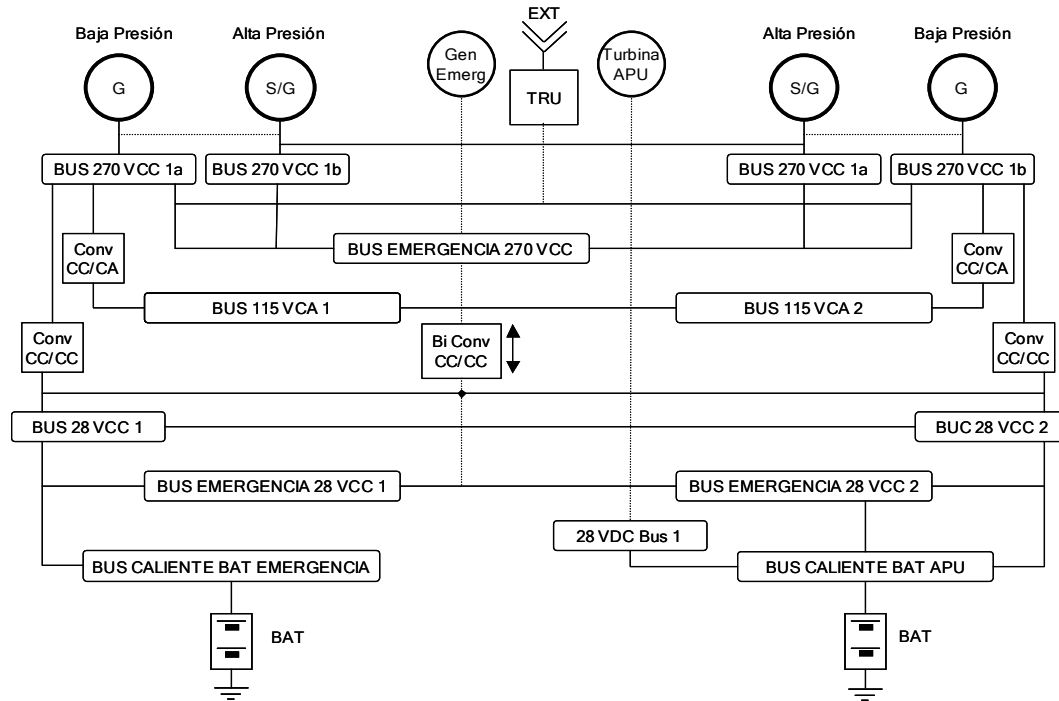 EXT
Baja Presión
Alta Presión
Alta Presión
Baja Presión
G
S/G
Gen
Emerg
TRU
Turbina
APU
S/G
G
BUS 270 VCC 1a
BUS 270 VCC 1b
BUS 270 VCC 1a
BUS 270 VCC 1b
Conv
CC/CA
BUS EMERGENCIA 270 VCC
Conv
CC/CA
BUS 115 VCA 1
BUS 115 VCA 2
Conv
CC/CC
Bi Conv
CC/CC
Conv
CC/CC
BUS 28 VCC 1
BUC 28 VCC 2
BUS EMERGENCIA 28 VCC 1
BUS EMERGENCIA 28 VCC 2
28 VDC Bus 1
BUS CALIENTE BAT EMERGENCIA
BUS CALIENTE BAT APU
BAT
BAT